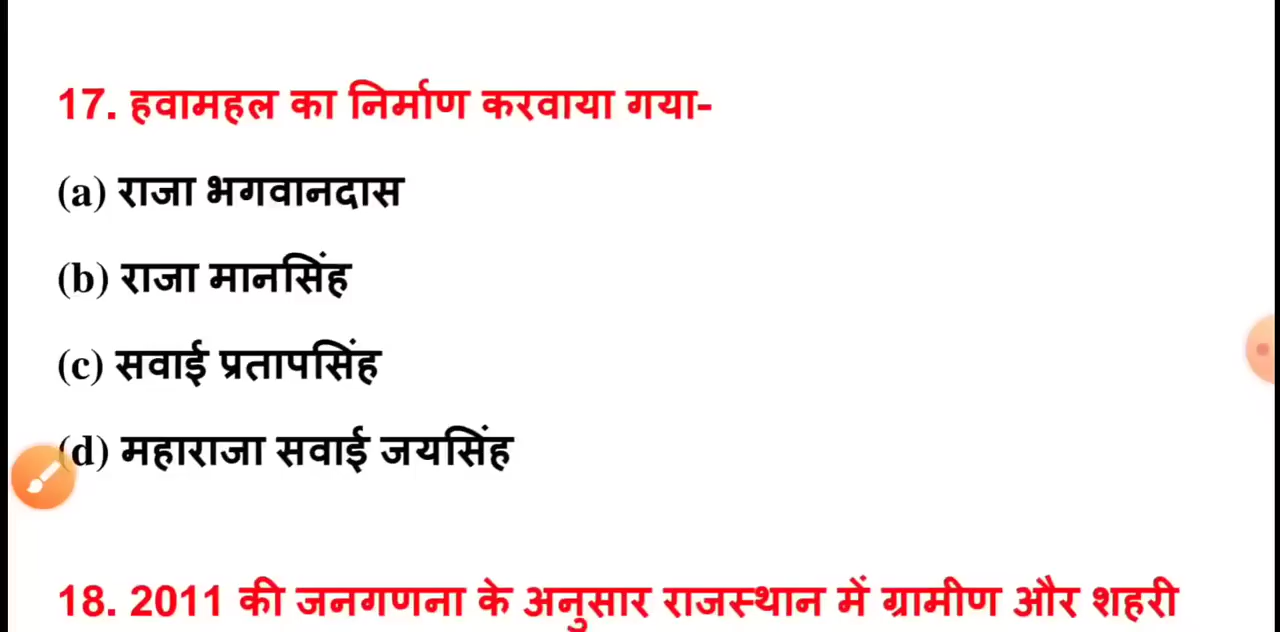 17. हवामहल का निर्माण करवाया गया-
(a) राजा भगवानदास
(b) राजा मानसिंह
(c) सवाई प्रतापसिंह
(d) महाराजा सवाई जयसिंह
18. 2011 की जनगणना के अनुसार राजस्थान में ग्रामीण और शहरी